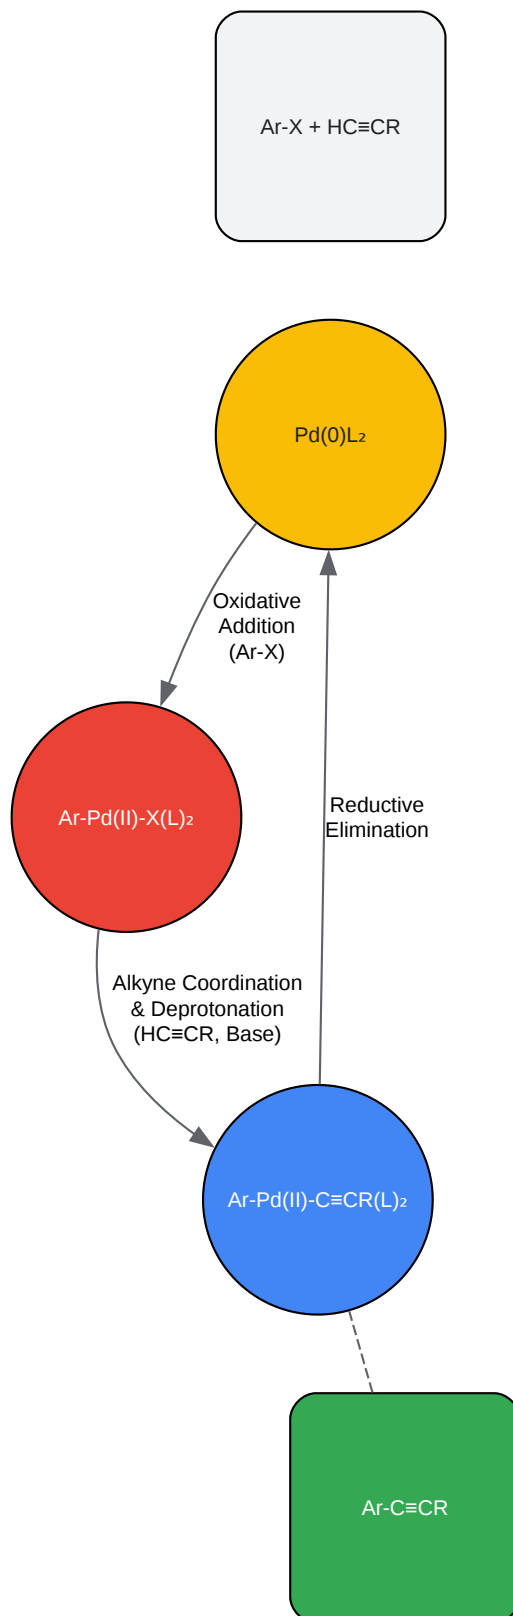 Ar-X + HC≡CR
Pd(0)L₂
Oxidative
Addition
(Ar-X)
Ar-Pd(II)-X(L)₂
Reductive
Elimination
Alkyne Coordination
& Deprotonation
(HC≡CR, Base)
Ar-Pd(II)-C≡CR(L)₂
Ar-C≡CR